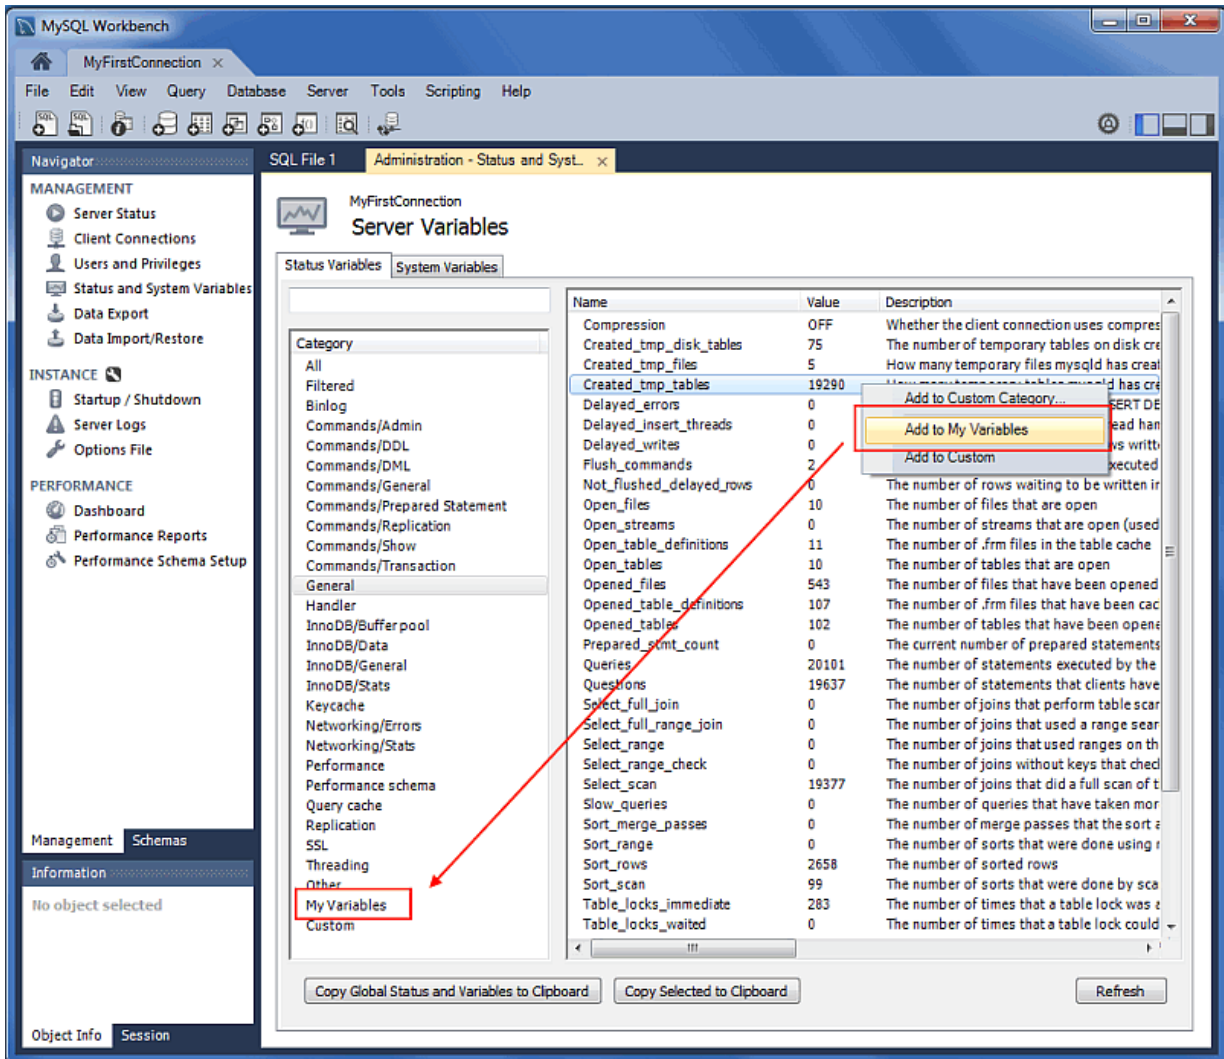 MySQL Workbench
MyFirstConnection
File Edit View Query Database Server Tools Scripting Help
Navigator
MANAGEMENT
Server Status
Client Connections
Users and Privileges
Status and System Variables
Data Export
Data Import/Restore
INSTANCE
Startup / Shutdown
Server Logs
Options File
PERFORMANCE
Dashboard
Performance Reports
Performance Schema Setup
Management Schemas
Information
No object selected
Object Info Session
SQL File 1 Administration - Status and Syst..
MyFirstConnection
Server Variables
Status Variables System Variables
Category
All
Filtered
Binlog
Commands/Admin
Commands/DDL
Commands/DML
Commands/General
Commands/Prepared Statement
Commands/Replication
Commands/Show
Commands/Transaction
General
Handler
InnoDB/Buffer pool
InnoDB/Data
InnoDB/General
InnoDB/Stats
Keycache
Networking/Errors
Networking/Stats
Performance
Performance schema
Query cache
Replication
SSL
Threading
Other
My Variables
Custom
Name Value Description
Compression OFF Whether the client connection uses compres
Created_tmp_disk_tables 75 The number of temporary tables on disk cre
Created_tmp_files 5 How many temporary files mysqld has creat
Created_tmp_tables 19290 How many temporary tables mysqld has cre
Delayed_errors 0 SERT DE
Delayed_insert_threads 0 ead han
Delayed_writes 0 ws writt
Flush_commands 2 xecuted
Not_flushed_delayed_rows 0 The number of rows waiting to be written ir
Open_files 10 The number of files that are open
Open_streams 0 The number of streams that are open (used
Open_table_definitions 11 The number of .frm files in the table cache
Open_tables 10 The number of tables that are open
Opened_files 543 The number of files that have been opened
Opened_table_definitions 107 The number of .frm files that have been cac
Opened_tables 102 The number of tables that have been opene
Prepared_stmt_count 0 The current number of prepared statements
Queries 20101 The number of statements executed by the
Questions 19637 The number of statements that clients have
Select_full_join 0 The number of joins that perform table scar
Select_full_range_join 0 The number of joins that used a range sear
Select_range 0 The number of joins that used ranges on th
Select_range_check 0 The number of joins without keys that chec
Select_scan 19377 The number of joins that did a full scan of t
Slow_queries 0 The number of queries that have taken mor
Sort_merge_passes 0 The number of merge passes that the sort a
Sort_range 0 The number of sorts that were done using r
Sort_rows 2658 The number of sorted rows
Sort_scan 99 The number of sorts that were done by sca
Table_locks_immediate 283 The number of times that a table lock was a
Table_locks_waited 0 The number of times that a table lock could
Add to Custom Category...
Add to My Variables
Add to Custom
Copy Global Status and Variables to Clipboard Copy Selected to Clipboard Refresh